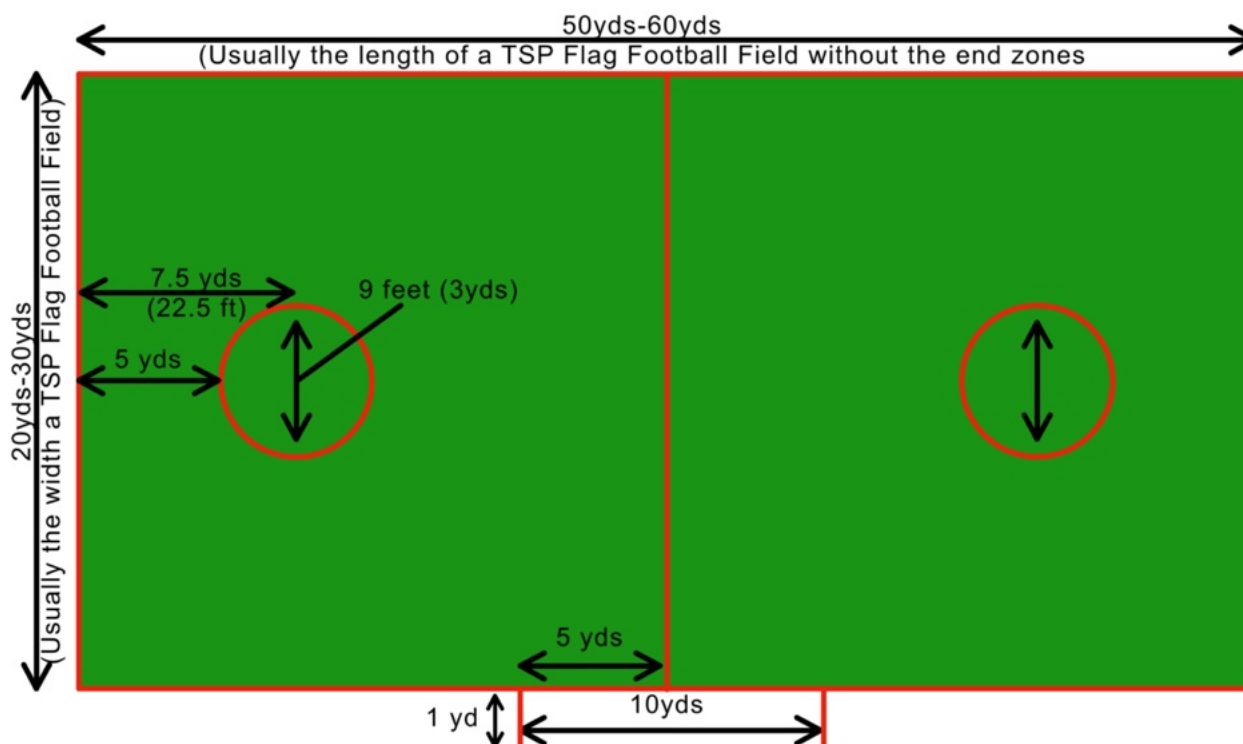 50yds-60yds
(Usually the length of a TSP Flag Football Field without the end zones
20yds-30yds
(Usually the width a TSP Flag Football Field)
7.5 yds
(22.5 ft)
9 feet (3yds)
5 yds
5 yds
1 yd
10yds